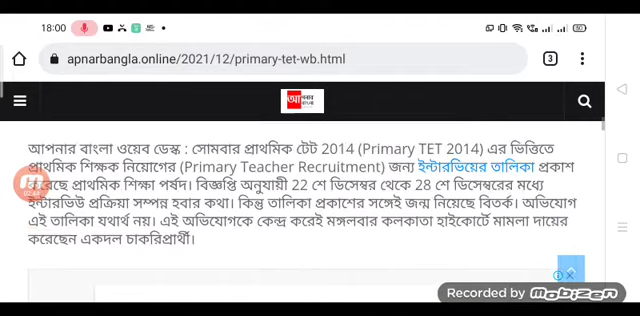 18:00
apnarbangla.online/2021/12/primary-tet-wb.html
3
আপনার বাংলা ওয়েব ডেস্ক : সোমবার প্রাথমিক টেট 2014 (Primary TET 2014) এর ভিত্তিতে
প্রাথমিক শিক্ষক নিয়োগের (Primary Teacher Recruitment) জন্য ইন্টারভিয়ের তালিকা প্রকাশ
করেছে প্রাথমিক শিক্ষা পর্ষদ। বিজ্ঞপ্তি অনুযায়ী 22 শে ডিসেম্বর থেকে 28 শে ডিসেম্বরের মধ্যে
ইন্টারভিউ প্রক্রিয়া সম্পন্ন হবার কথা। কিন্তু তালিকা প্রকাশের সঙ্গেই জন্ম নিয়েছে বিতর্ক। অভিযোগ
এই তালিকা যথার্থ নয়। এই অভিযোগকে কেন্দ্র করেই মঙ্গলবার কলকাতা হাইকোর্টে মামলা দায়ের
করেছেন একদল চাকরিপ্রার্থী।
Recorded by Mobizen